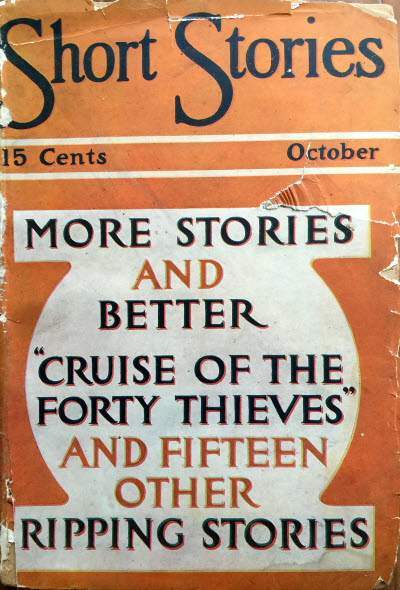 Short Stories
15 Cents October
MORE STORIES
AND
BETTER
"CRUISE OF THE
FORTY THIEVES"
AND FIFTEEN
OTHER
RIPPING STORIES